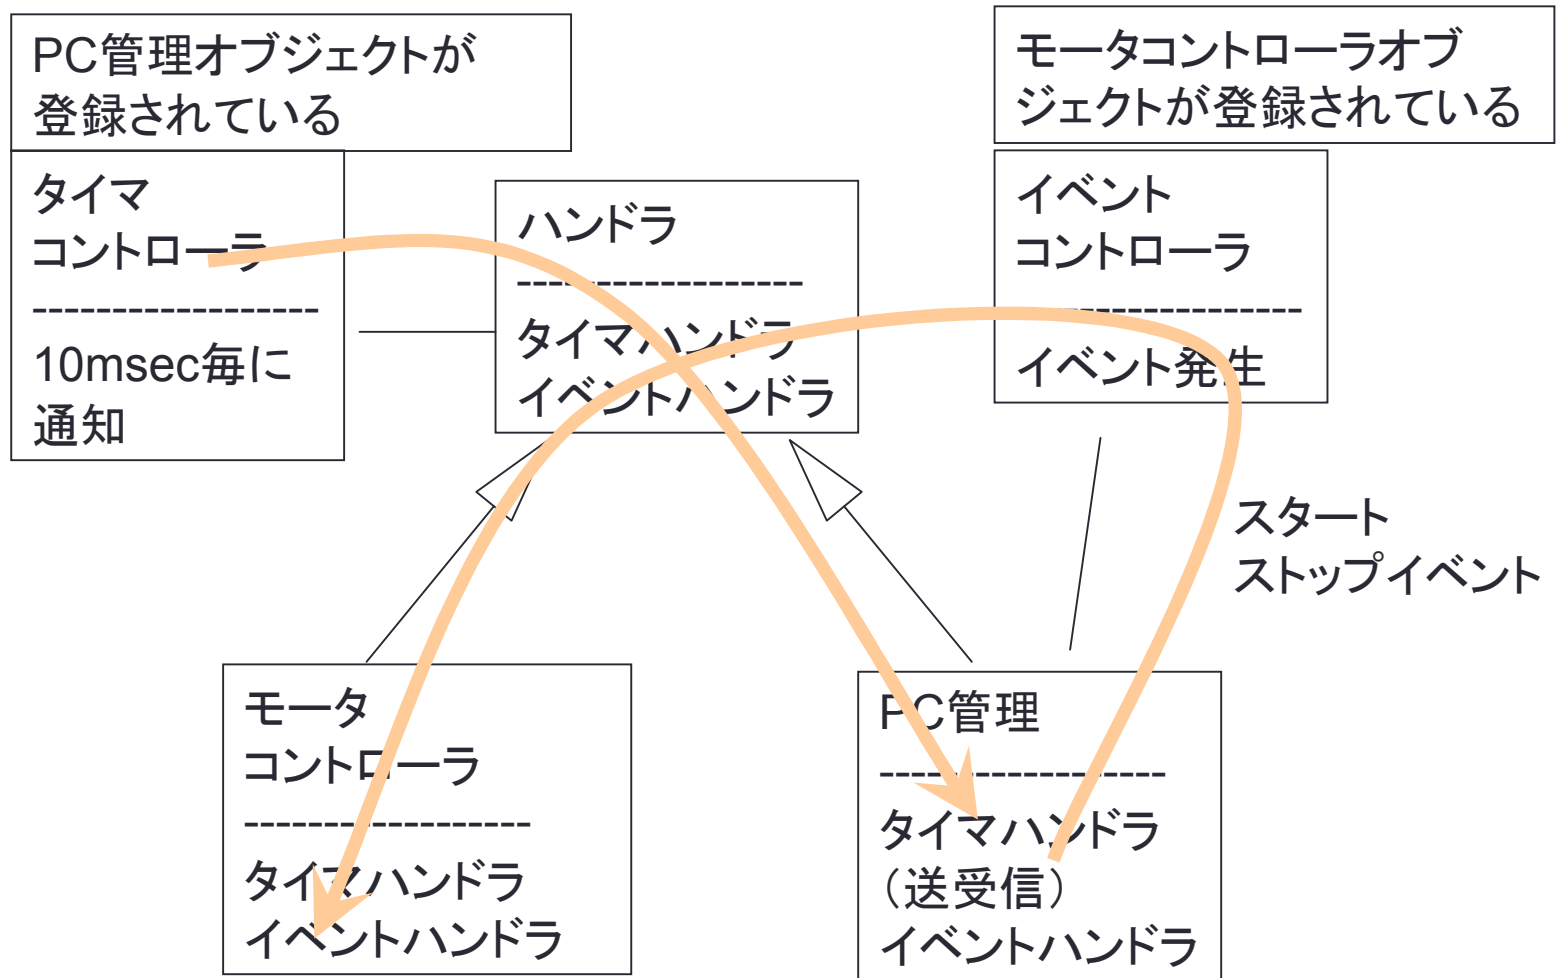 PC管理オブジェクトが
登録されている
モータコントローラオブ
ジェクトが登録されている
タイマ
コントローラ
------------------
10msec毎に
通知
ハンドラ
------------------
タイマハンドラ
イベントハンドラ
イベント
コントローラ
------------------
イベント発生
スタート
ストップイベント
モータ
コントローラ
------------------
タイマハンドラ
イベントハンドラ
PC管理
------------------
タイマハンドラ
（送受信）
イベントハンドラ